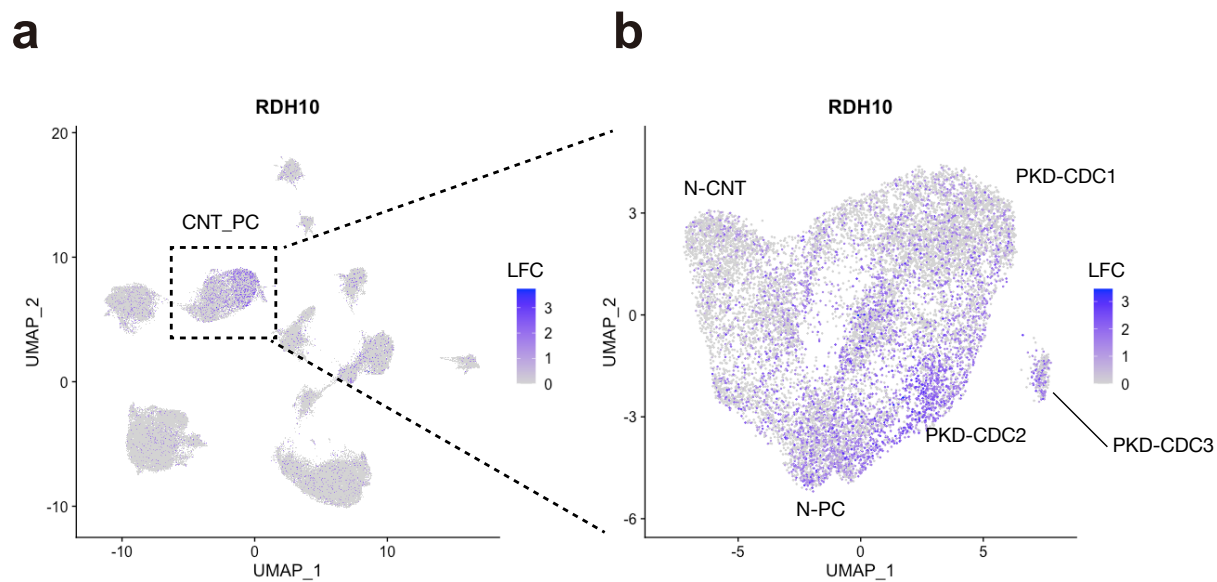 a
b
RDH10
20
10
0
-10
-10
0
10
UMAP_1
UMAP_2
CNT_PC
LFC
3
2
1
0
RDH10
3
0
-3
-6
-5
0
5
UMAP_1
UMAP_2
N-CNT
PKD-CDC1
PKD-CDC2
PKD-CDC3
N-PC
LFC
3
2
1
0